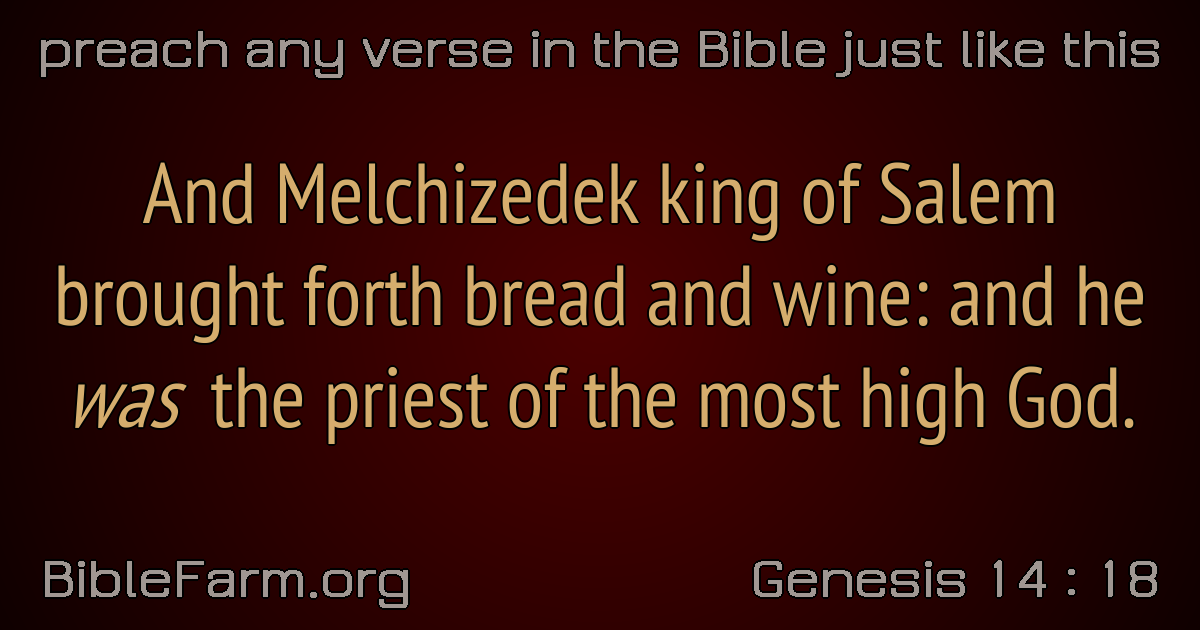 preach any verse in the Bible just like this
And Melchizedek king of Salem
brought forth bread and wine: and he
was the priest of the most high God.
BibleFarm.org
Genesis 14 : 18